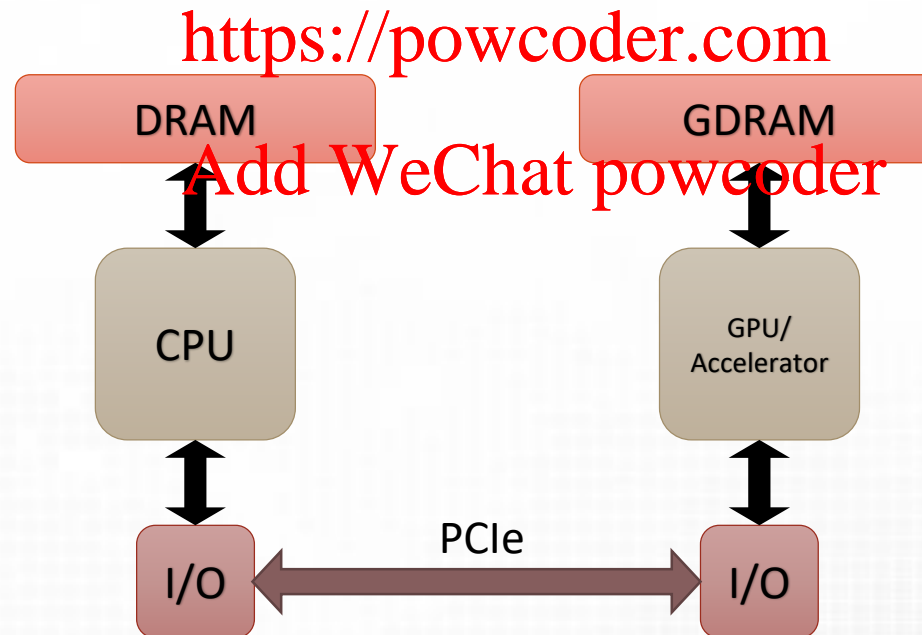 https://powcoder.com
DRAM
GDRAM
Add WeChat powcoder
CPU
GPU/
Accelerator
PCIe
I/O
I/O